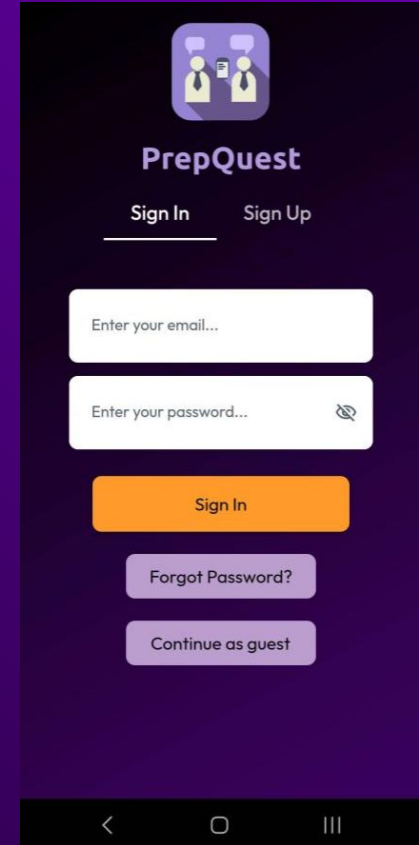 PrepQuest
Sign In Sign Up
Enter your email...
Enter your password...
Sign In
Forgot Password?
Continue as guest